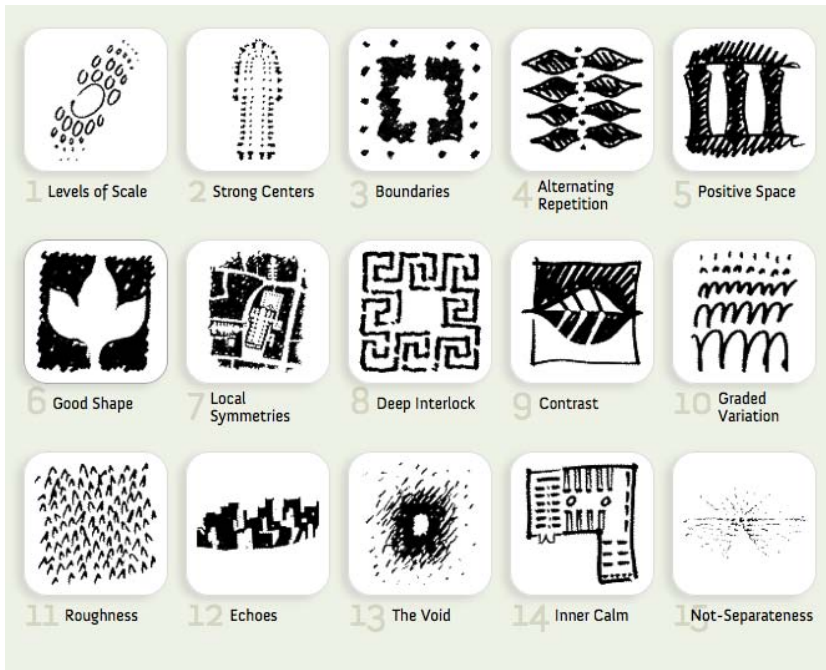 1 Levels of Scale
2 Strong Centers
3 Boundaries
4 Alternating
Repetition
5 Positive Space
6 Good Shape
7 Local
Symmetries
8 Deep Interlock
9 Contrast
10 Graded
Variation
11 Roughness
12 Echoes
13 The Void
14 Inner Calm
15 Not-Separateness